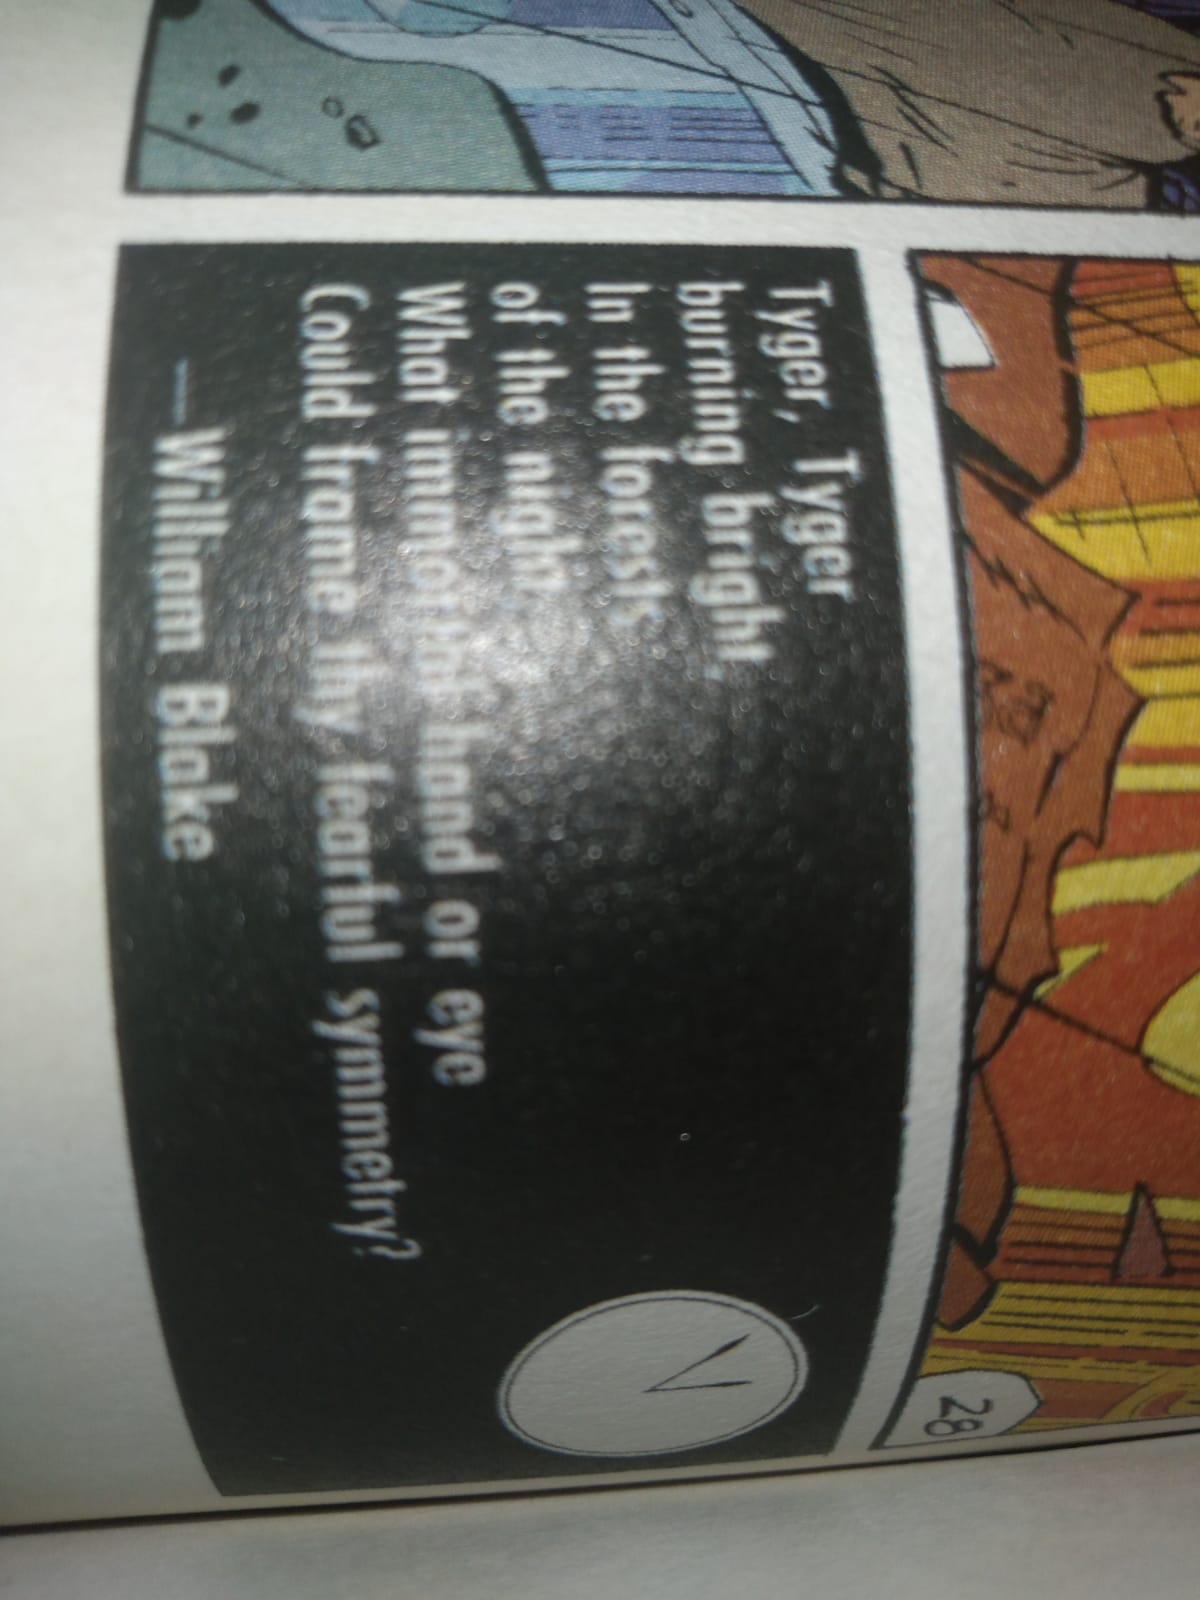 28
Tyger, Tyger
burning bright,
In the forests
of the night,
What immortal hand or eye
Could frame thy fearful symmetry?
—William Blake